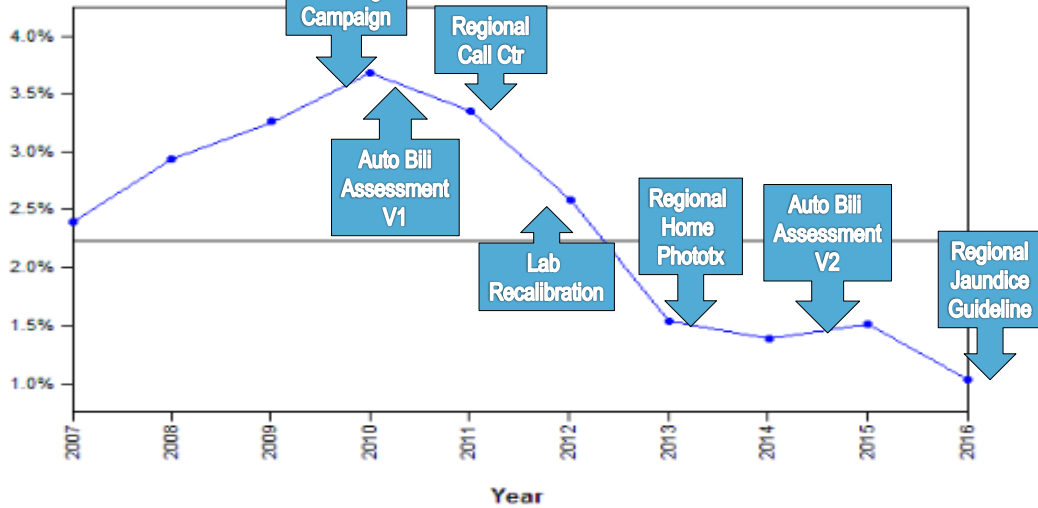 Campaign
Regional
Call Ctr
4.0%
3.5%
3.0%
2.5%
2.0%
1.5%
1.0%
Auto Bili
Assessment
V1
Lab
Recalibration
Regional
Home
Phototx
Auto Bili
Assessment
V2
Regional
Jaundice
Guideline
2007
2008
2009
2010
2011
2012
2013
2014
2015
2016
Year